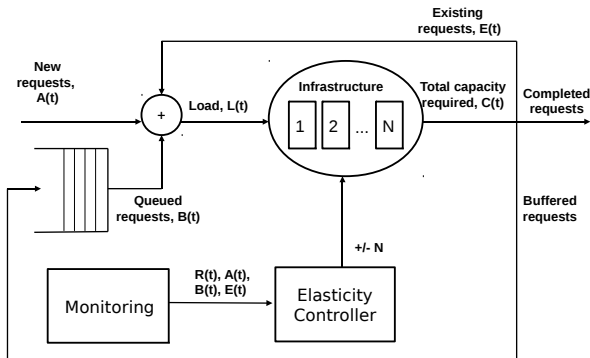 Existing
requests, E(t)
New
requests,
A(t)
Infrastructure
Total capacity
required, C(t)
Completed
requests
Load, L(t)
+
1
2
...
N
Queued
requests, B(t)
Buffered
requests
+/- N
R(t), A(t),
B(t), E(t)
Monitoring
Elasticity
Controller